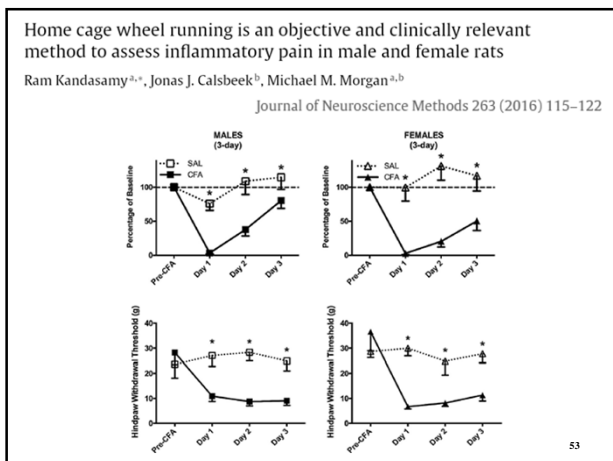 Home cage wheel running is an objective and clinically relevant
method to assess inflammatory pain in male and female rats
Ram Kandasamy a,*, Jonas J. Calsbeek b, Michael M. Morgan a,b
Journal of Neuroscience Methods 263 (2016) 115–122
MALES
(3-day)
SAL
CFA
Percentage of Baseline
100
50
0
* * *
Pre-CFA Day 1 Day 2 Day 3
FEMALES
(3-day)
SAL
CFA
Percentage of Baseline
100
50
0
* * *
Pre-CFA Day 1 Day 2 Day 3
Hindpaw Withdrawal Threshold (g)
40
30
20
10
0
* * *
Pre-CFA Day 1 Day 2 Day 3
Hindpaw Withdrawal Threshold (g)
40
30
20
10
0
* * *
Pre-CFA Day 1 Day 2 Day 3
53